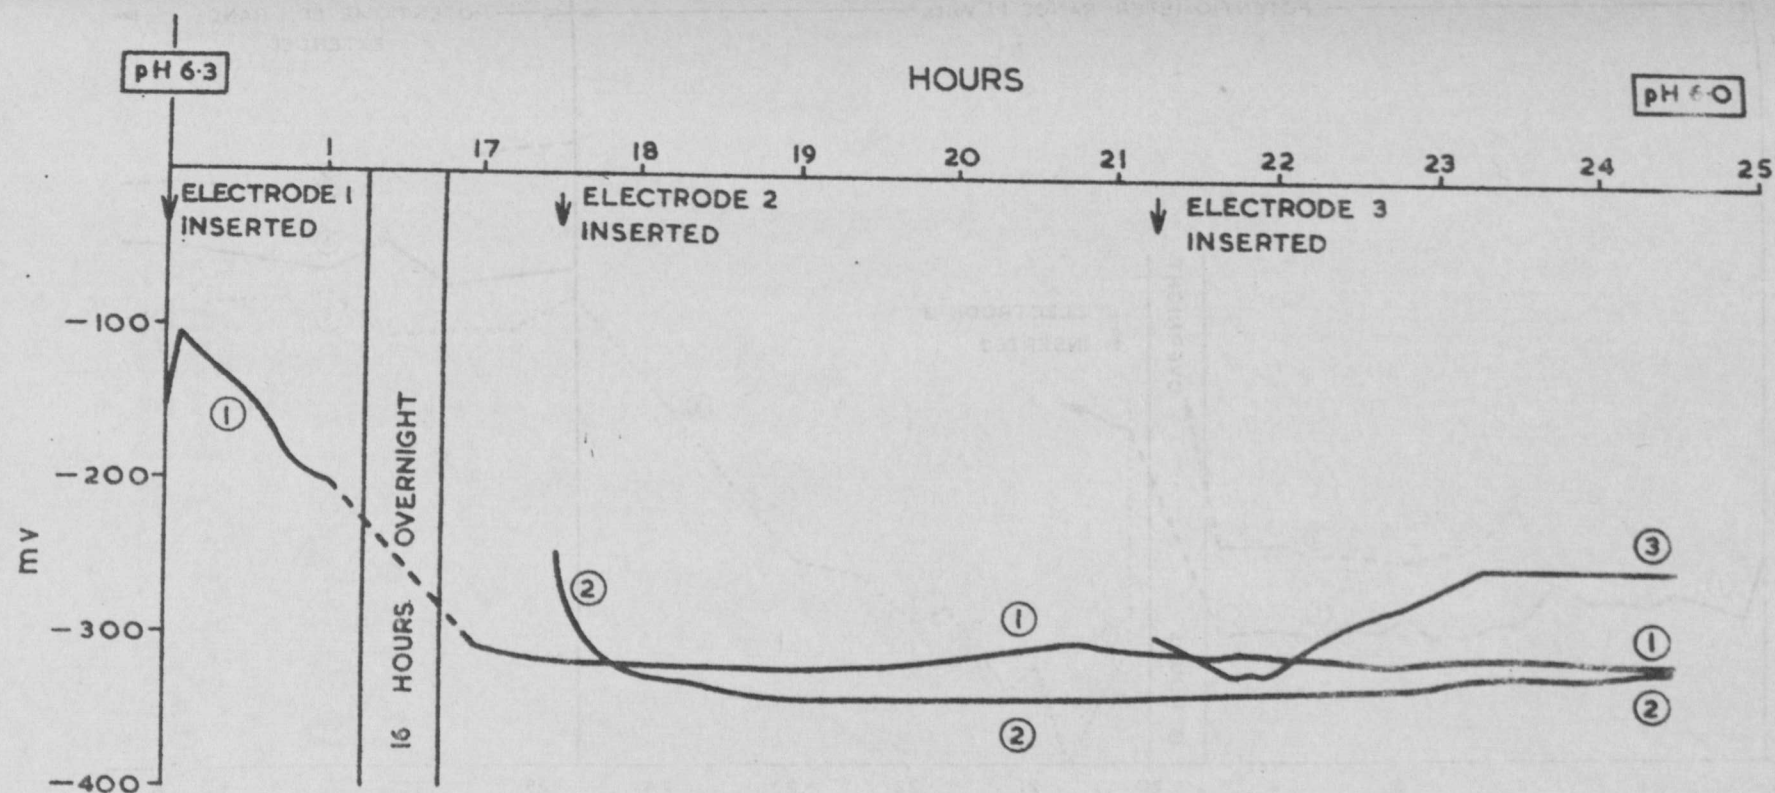 pH 6·3
HOURS
pH 6·0
1 17 18 19 20 21 22 23 24 25
ELECTRODE 1
INSERTED
ELECTRODE 2
INSERTED
ELECTRODE 3
INSERTED
-100
-200
-300
-400
mv
16 HOURS OVERNIGHT
1
2
1
2
3
1
2